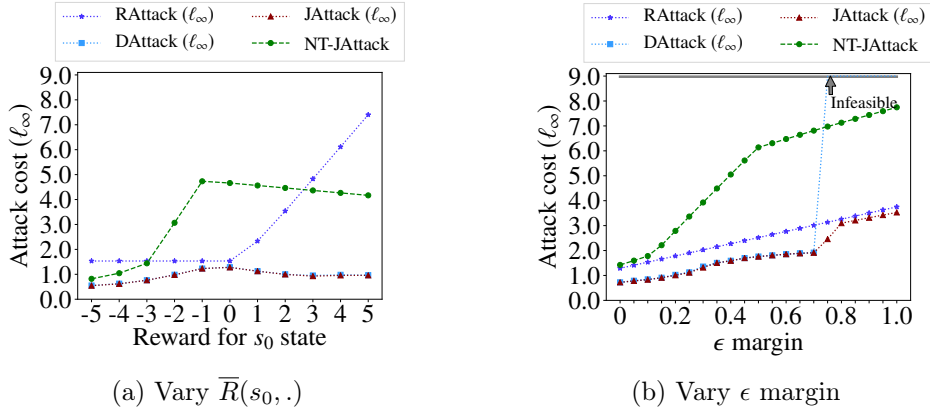 RAttack (ℓ∞) JAttack (ℓ∞)
DAttack (ℓ∞) NT-JAttack
9.0
8.0
7.0
6.0
5.0
4.0
3.0
2.0
1.0
0.0
Attack cost (ℓ∞)
-5 -4 -3 -2 -1 0 1 2 3 4 5
Reward for s₀ state
(a) Vary R̅(s₀, .)
RAttack (ℓ∞) JAttack (ℓ∞)
DAttack (ℓ∞) NT-JAttack
9.0
8.0
7.0
6.0
5.0
4.0
3.0
2.0
1.0
0.0
Attack cost (ℓ∞)
Infeasible
0 0.2 0.4 0.6 0.8 1.0
ϵ margin
(b) Vary ϵ margin